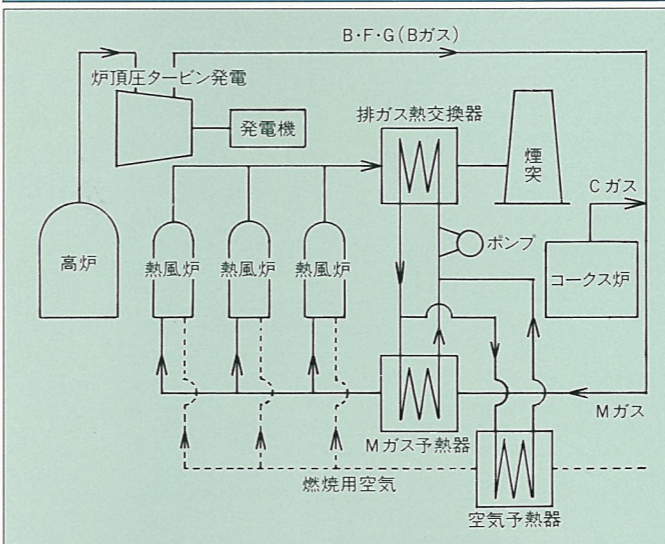 B・F・G(Bガス)
炉頂圧タービン発電
発電機
排ガス熱交換器
煙突
Cガス
ポンプ
高炉
熱風炉
熱風炉
熱風炉
コークス炉
Mガス
Mガス予熱器
燃焼用空気
空気予熱器